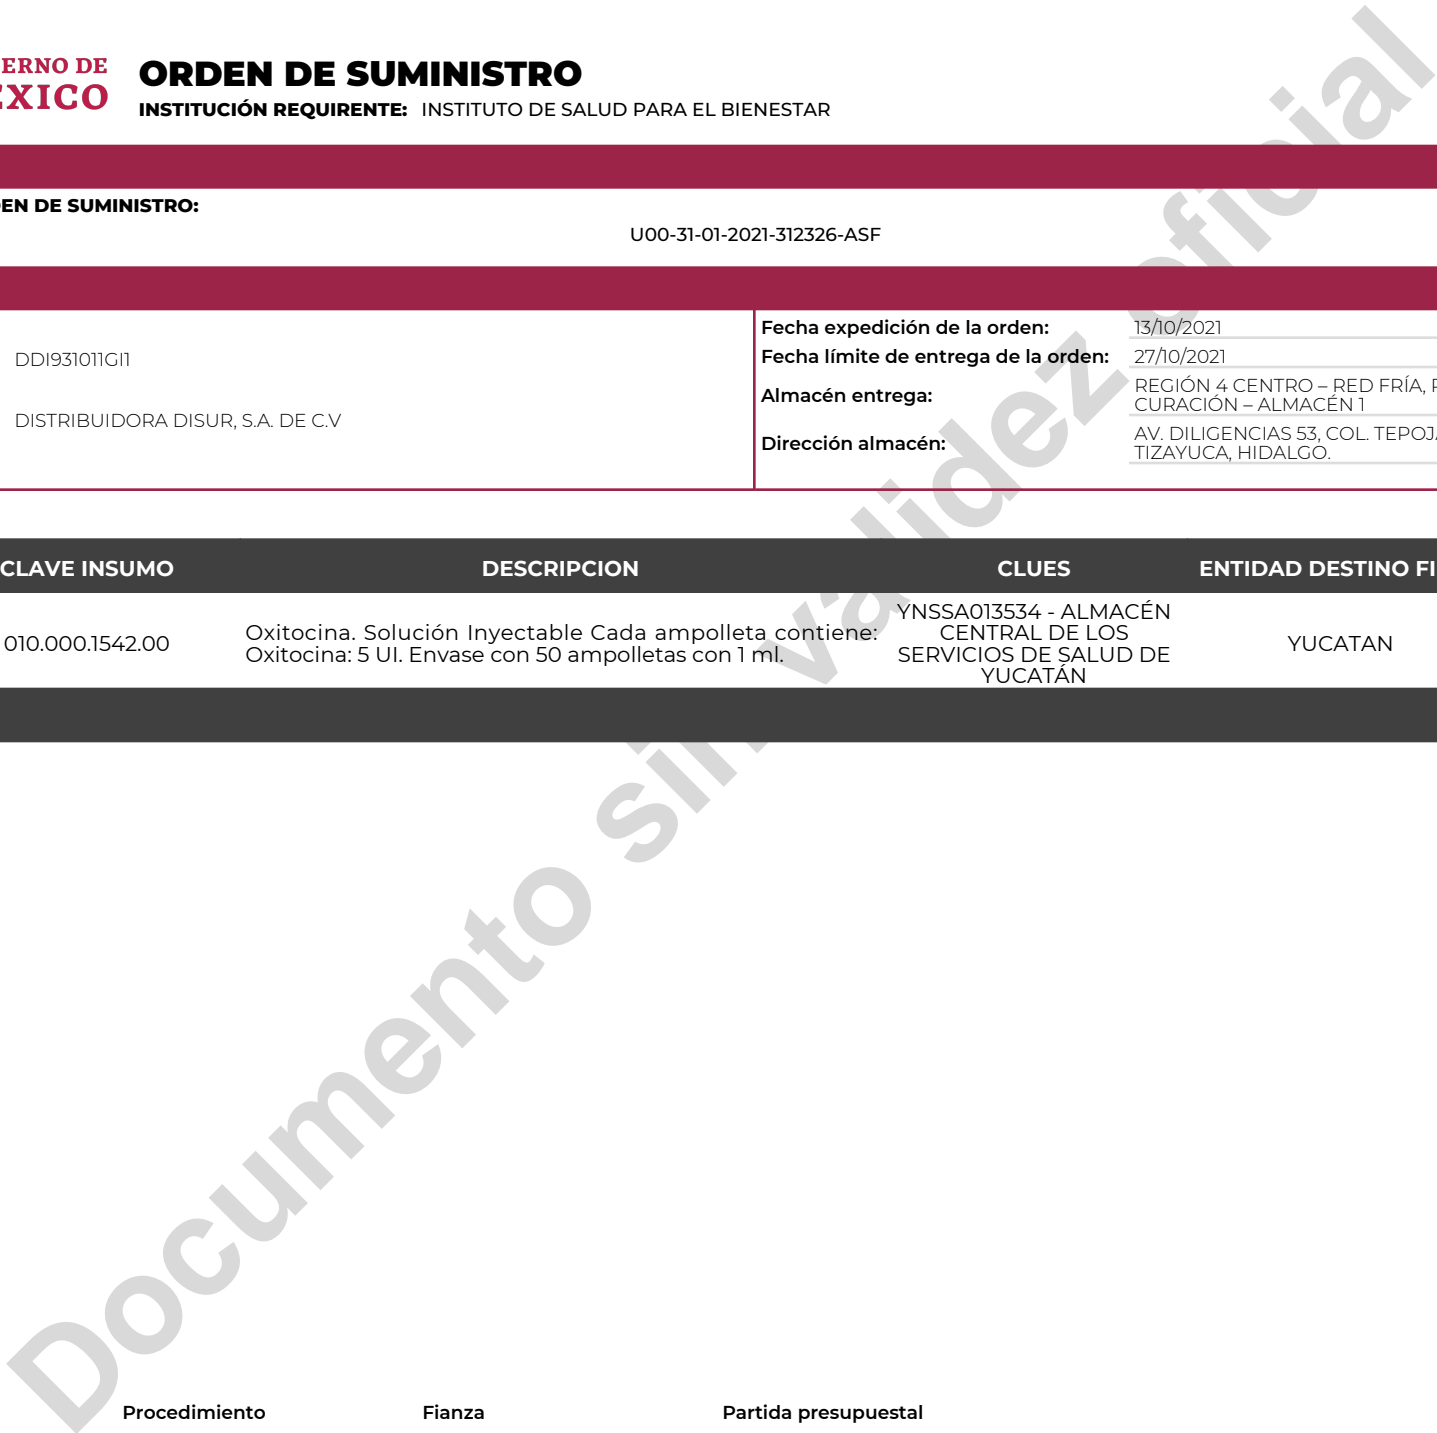 ERNO DE
EXICO
ORDEN DE SUMINISTRO
INSTITUCIÓN REQUIRENTE: INSTITUTO DE SALUD PARA EL BIENESTAR
EN DE SUMINISTRO:
U00-31-01-2021-312326-ASF
DDI931011GI1
DISTRIBUIDORA DISUR, S.A. DE C.V
Fecha expedición de la orden: 13/10/2021
Fecha límite de entrega de la orden: 27/10/2021
Almacén entrega: REGIÓN 4 CENTRO – RED FRÍA,
CURACIÓN – ALMACÉN 1
Dirección almacén: AV. DILIGENCIAS 53, COL. TEPOJA
TIZAYUCA, HIDALGO.
CLAVE INSUMO DESCRIPCION CLUES ENTIDAD DESTINO FI
010.000.1542.00
Oxitocina. Solución Inyectable Cada ampolleta contiene:
Oxitocina: 5 UI. Envase con 50 ampolletas con 1 ml.
YNSSA013534 - ALMACÉN
CENTRAL DE LOS
SERVICIOS DE SALUD DE
YUCATÁN
YUCATAN
Documento sin validez oficial
Procedimiento Fianza Partida presupuestal